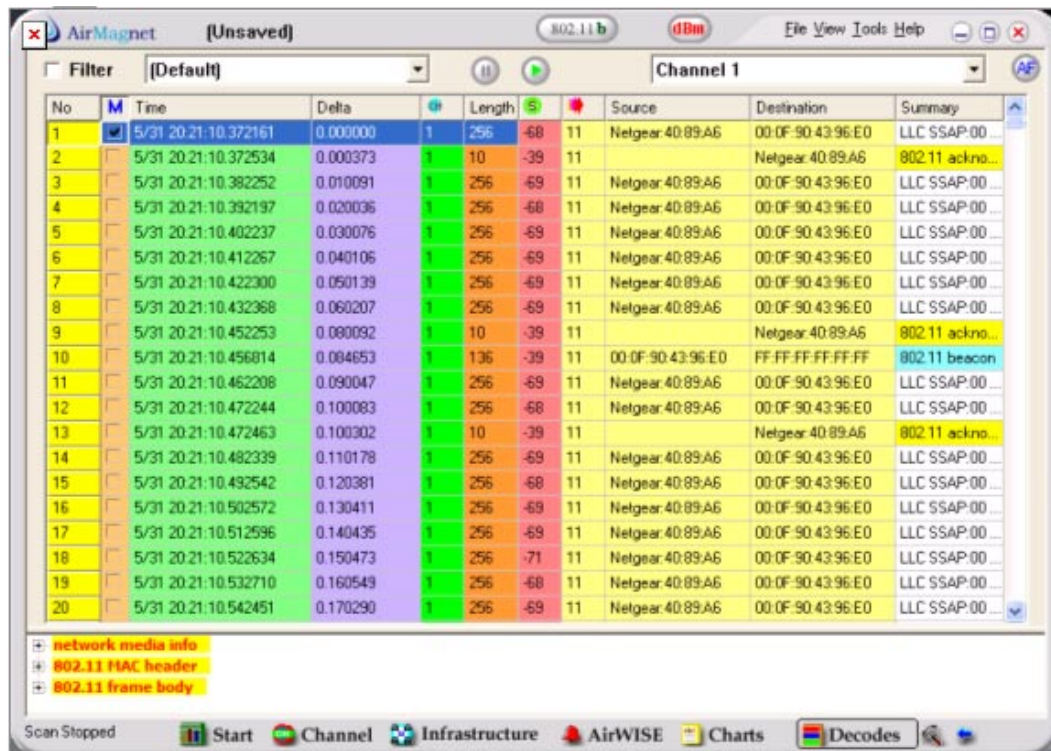 AirMagnet [Unsaved] 802.11 b dBm File View Tools Help
Filter [Default] Channel 1 AF
No M Time Delta CH Length S Source Destination Summary
1 5/31 20:21:10.372161 0.000000 1 256 -68 11 Netgear:40:89:A6 00:0F:90:43:96:E0 LLC SSAP:00 ...
2 5/31 20:21:10.372534 0.000373 1 10 -39 11 Netgear:40:89:A6 802.11 ackno...
3 5/31 20:21:10.382252 0.010091 1 256 -69 11 Netgear:40:89:A6 00:0F:90:43:96:E0 LLC SSAP:00 ...
4 5/31 20:21:10.392197 0.020036 1 256 -68 11 Netgear:40:89:A6 00:0F:90:43:96:E0 LLC SSAP:00 ...
5 5/31 20:21:10.402237 0.030076 1 256 -69 11 Netgear:40:89:A6 00:0F:90:43:96:E0 LLC SSAP:00 ...
6 5/31 20:21:10.412267 0.040106 1 256 -69 11 Netgear:40:89:A6 00:0F:90:43:96:E0 LLC SSAP:00 ...
7 5/31 20:21:10.422300 0.050139 1 256 -69 11 Netgear:40:89:A6 00:0F:90:43:96:E0 LLC SSAP:00 ...
8 5/31 20:21:10.432368 0.060207 1 256 -69 11 Netgear:40:89:A6 00:0F:90:43:96:E0 LLC SSAP:00 ...
9 5/31 20:21:10.452253 0.080092 1 10 -39 11 Netgear:40:89:A6 802.11 ackno...
10 5/31 20:21:10.456814 0.084653 1 136 -39 11 00:0F:90:43:96:E0 FF:FF:FF:FF:FF:FF 802.11 beacon
11 5/31 20:21:10.462208 0.090047 1 256 -69 11 Netgear:40:89:A6 00:0F:90:43:96:E0 LLC SSAP:00 ...
12 5/31 20:21:10.472244 0.100083 1 256 -68 11 Netgear:40:89:A6 00:0F:90:43:96:E0 LLC SSAP:00 ...
13 5/31 20:21:10.472463 0.100302 1 10 -39 11 Netgear:40:89:A6 802.11 ackno...
14 5/31 20:21:10.482339 0.110178 1 256 -69 11 Netgear:40:89:A6 00:0F:90:43:96:E0 LLC SSAP:00 ...
15 5/31 20:21:10.492542 0.120381 1 256 -68 11 Netgear:40:89:A6 00:0F:90:43:96:E0 LLC SSAP:00 ...
16 5/31 20:21:10.502572 0.130411 1 256 -68 11 Netgear:40:89:A6 00:0F:90:43:96:E0 LLC SSAP:00 ...
17 5/31 20:21:10.512596 0.140435 1 256 -69 11 Netgear:40:89:A6 00:0F:90:43:96:E0 LLC SSAP:00 ...
18 5/31 20:21:10.522634 0.150473 1 256 -71 11 Netgear:40:89:A6 00:0F:90:43:96:E0 LLC SSAP:00 ...
19 5/31 20:21:10.532710 0.160549 1 256 -68 11 Netgear:40:89:A6 00:0F:90:43:96:E0 LLC SSAP:00 ...
20 5/31 20:21:10.542451 0.170290 1 256 -69 11 Netgear:40:89:A6 00:0F:90:43:96:E0 LLC SSAP:00 ...
network media info
802.11 MAC header
802.11 frame body
Scan Stopped Start Channel Infrastructure AirWISE Charts Decodes